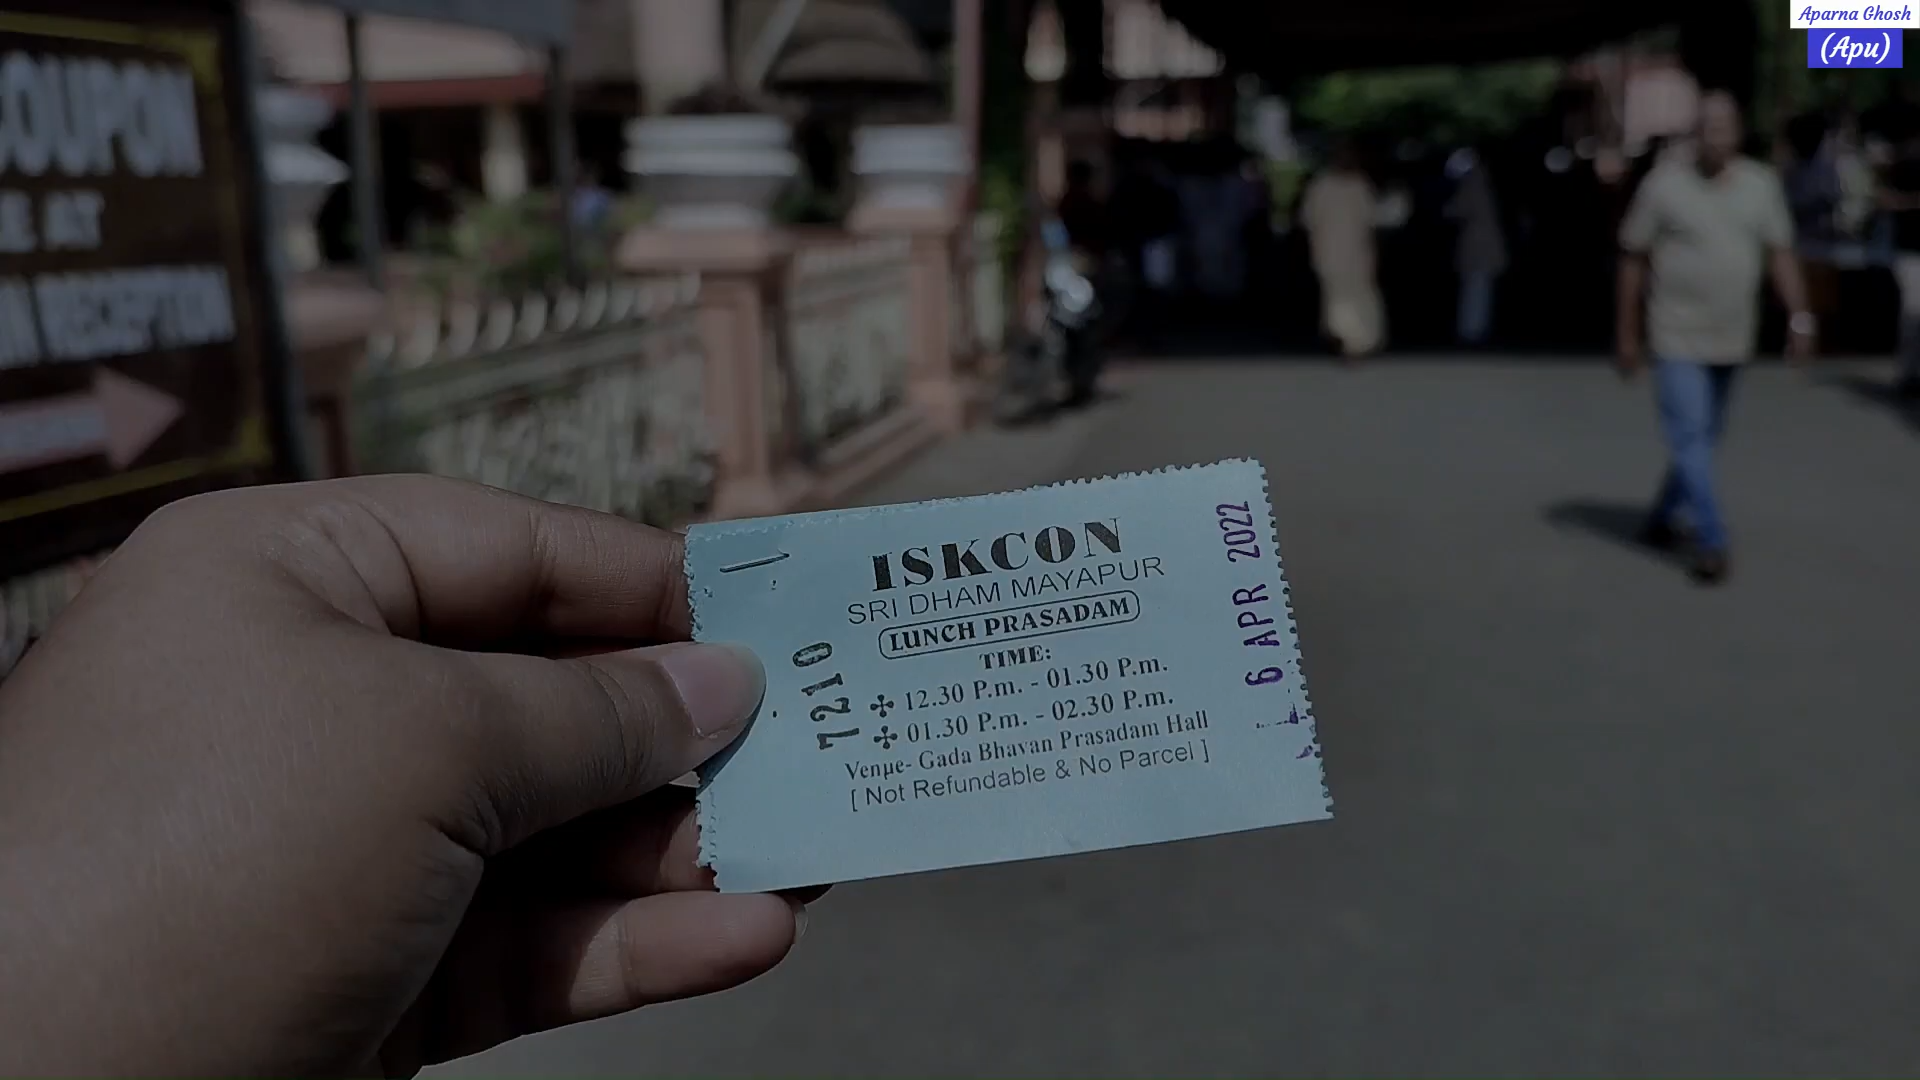 Aparna Ghosh
(Apu)
COUPON
AT
RECEPTION
ISKCON
SRI DHAM MAYAPUR
LUNCH PRASADAM
TIME:
12.30 P.m. - 01.30 P.m.
01.30 P.m. - 02.30 P.m.
Venue- Gada Bhavan Prasadam Hall
[ Not Refundable & No Parcel ]
7210
6 APR 2022